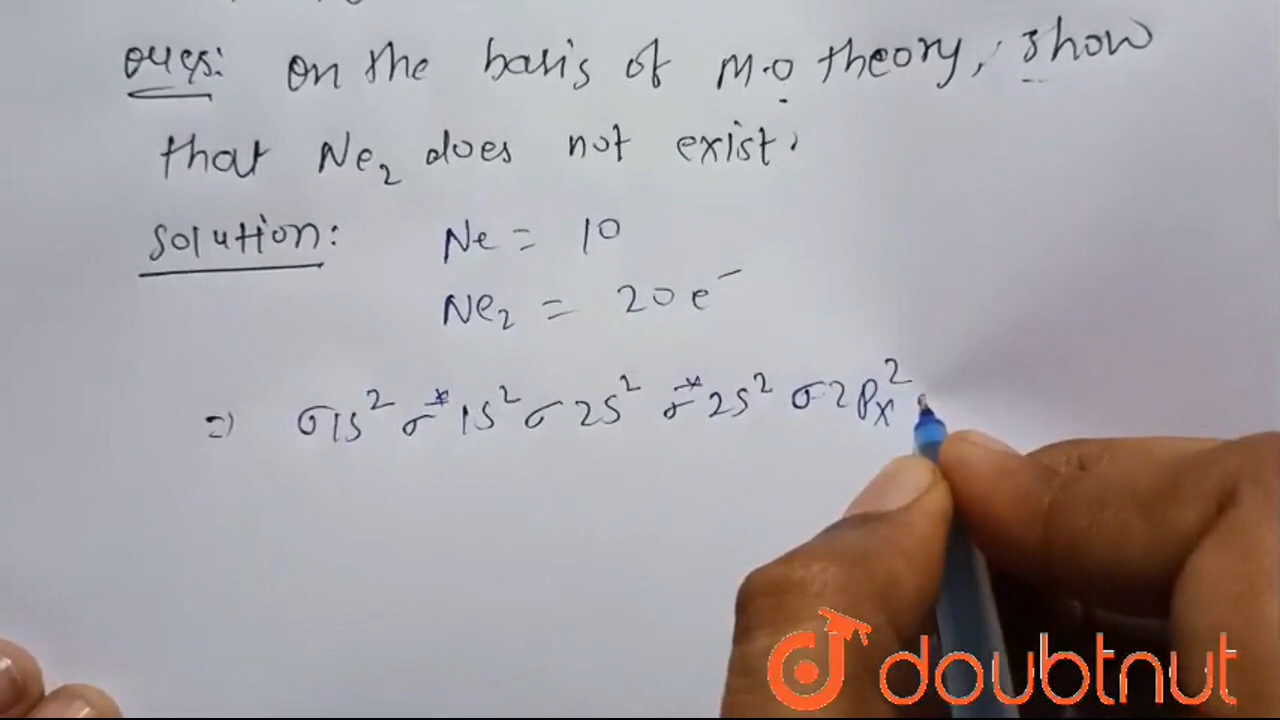 Ques: On the basis of M.O theory, show
that Ne₂ does not exist.
Solution: Ne = 10
Ne₂ = 20 e⁻
=) σ1s² σ*1s² σ2s² σ*2s² σ2Px²
doubtnut